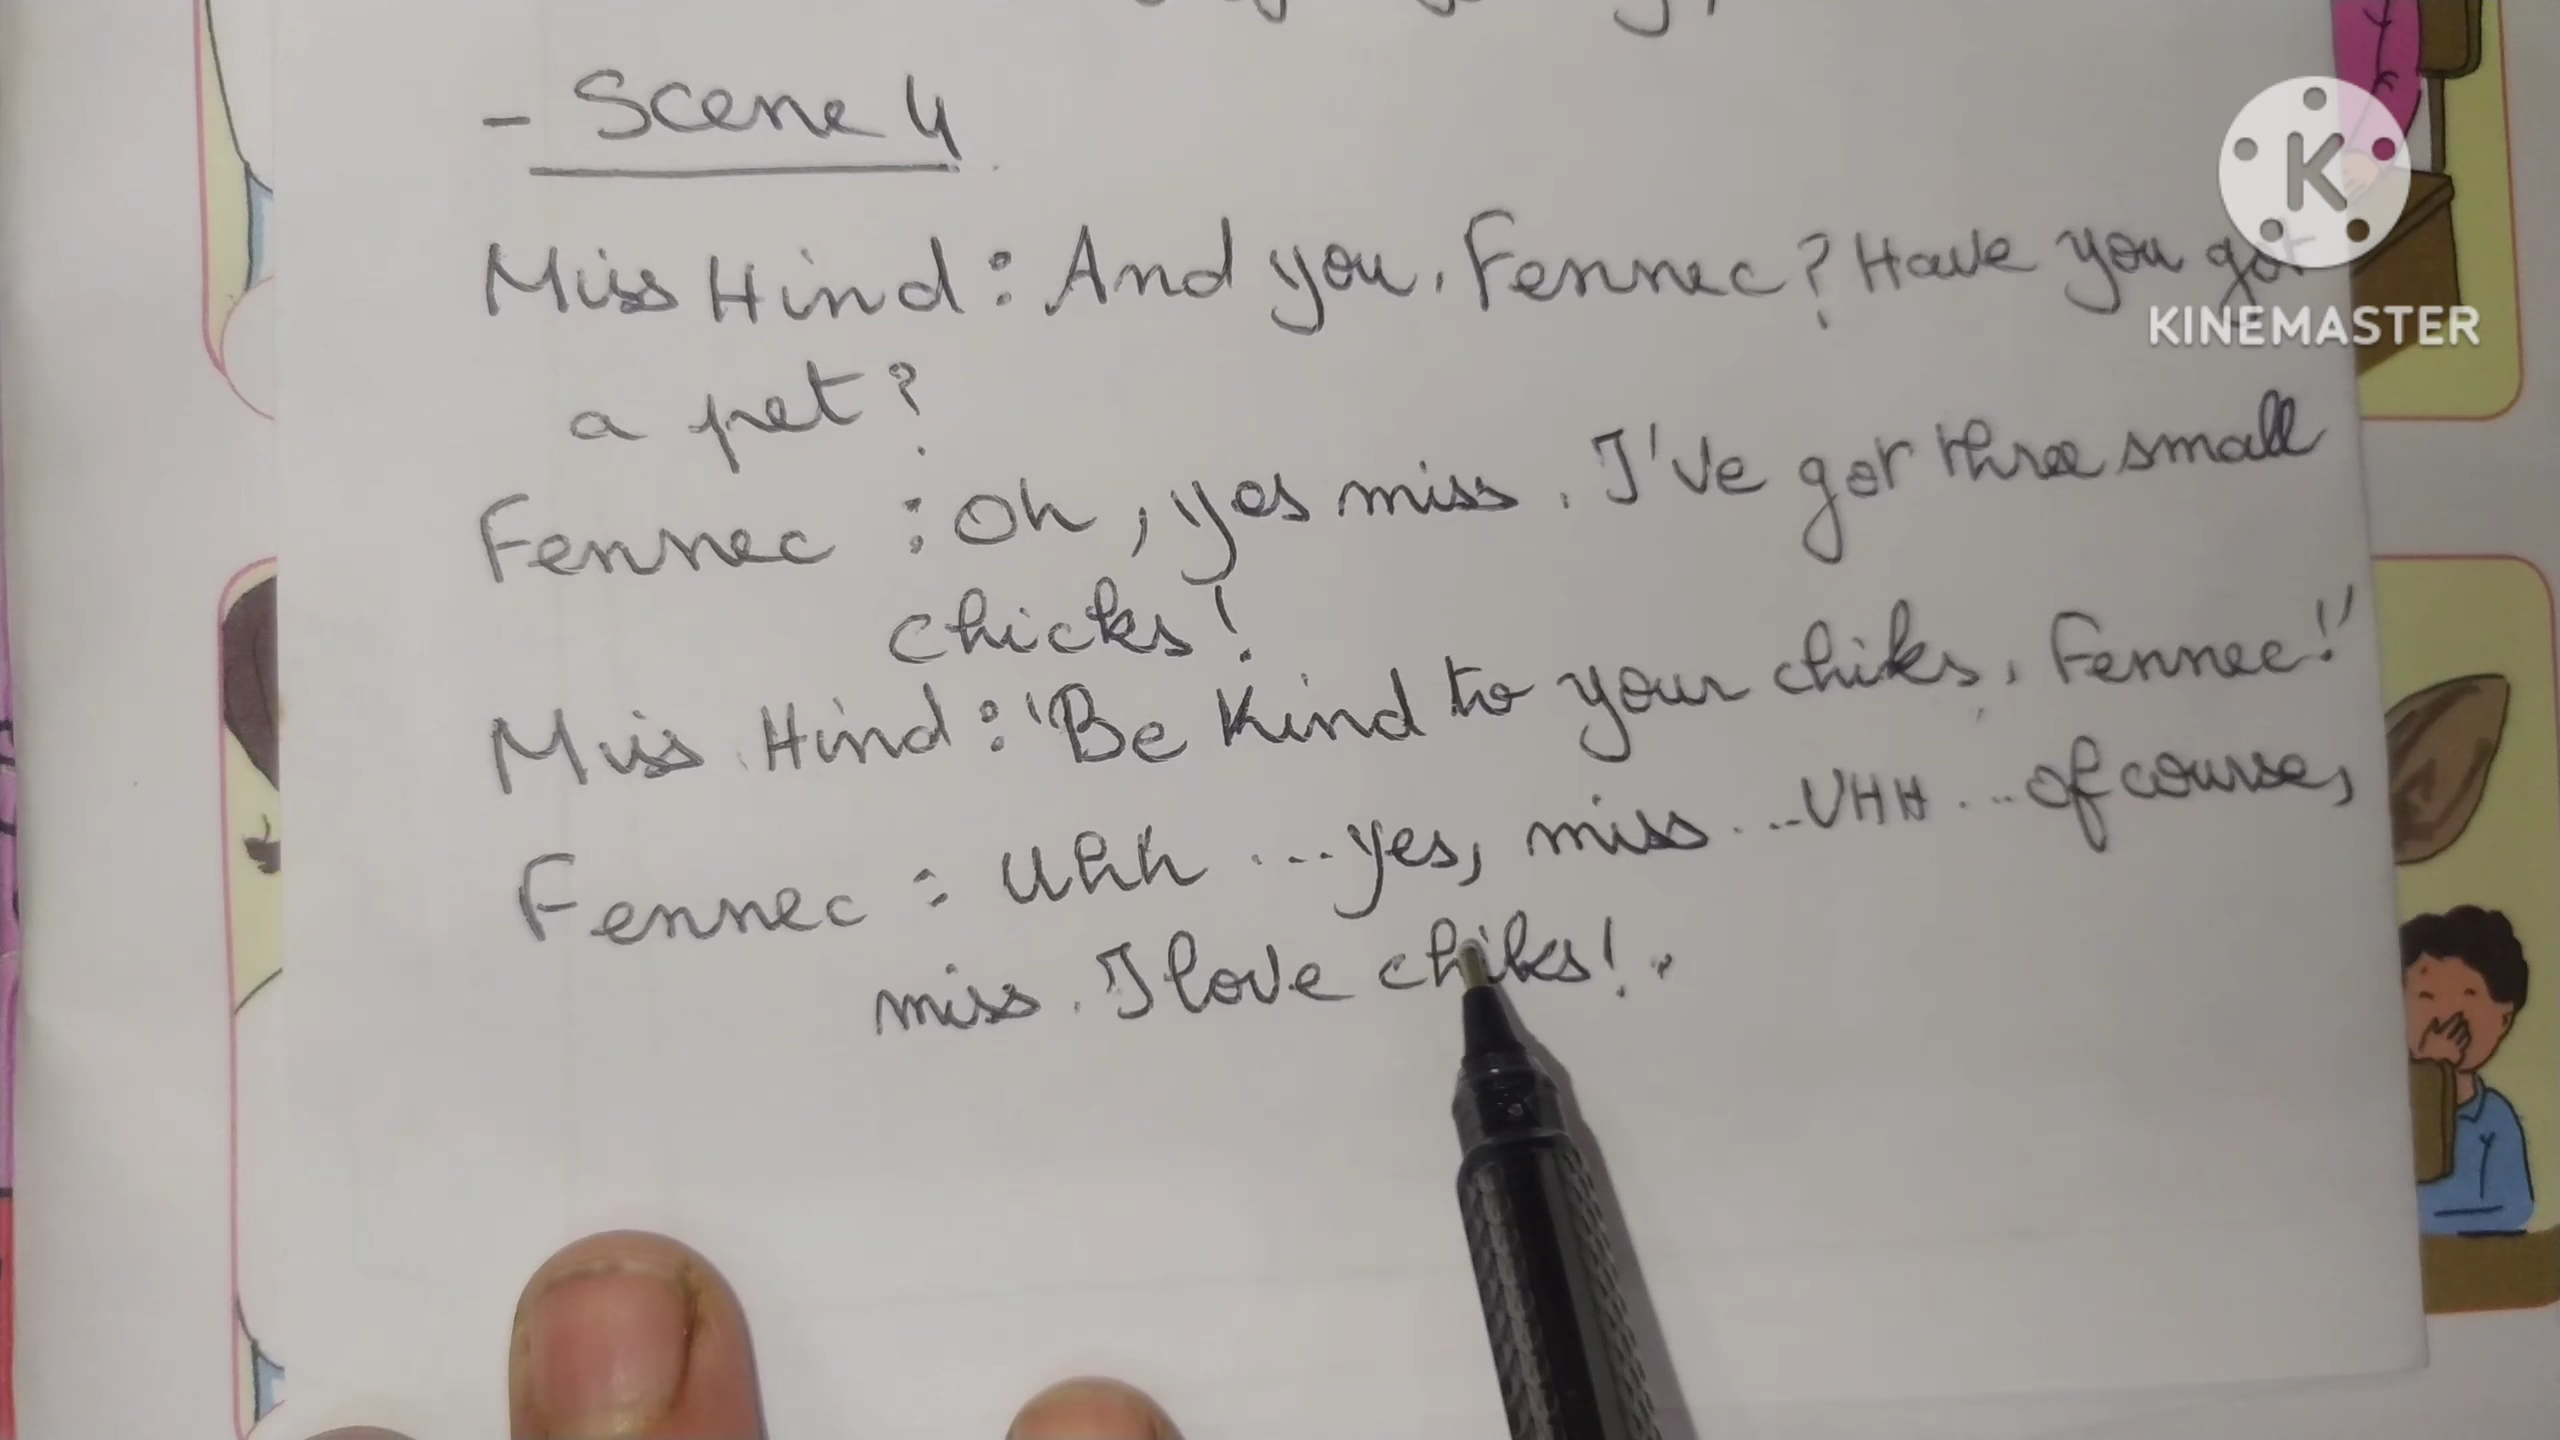 - Scene 4
Miss Hind : And you, Fennec? Have you got
a pet?
Fennec : Oh, yes miss. I've got three small
chicks!
Miss Hind : "Be Kind to your chiks, Fennec!"
Fennec : Uhh ... yes, miss ... UHH ... of course,
miss. I love chiks!.
K
KINEMASTER